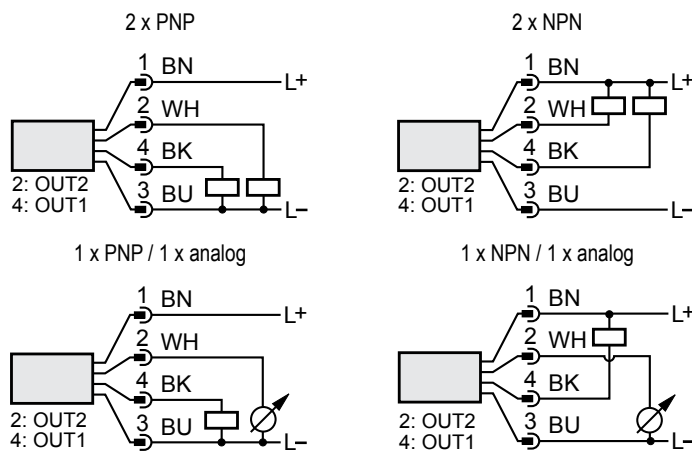 2 x PNP
1 BN
L+
2 WH
4 BK
3 BU
L–
2: OUT2
4: OUT1
2 x NPN
1 BN
L+
2 WH
4 BK
3 BU
L–
2: OUT2
4: OUT1
1 x PNP / 1 x analog
1 BN
L+
2 WH
4 BK
3 BU
L–
2: OUT2
4: OUT1
1 x NPN / 1 x analog
1 BN
L+
2 WH
4 BK
3 BU
L–
2: OUT2
4: OUT1